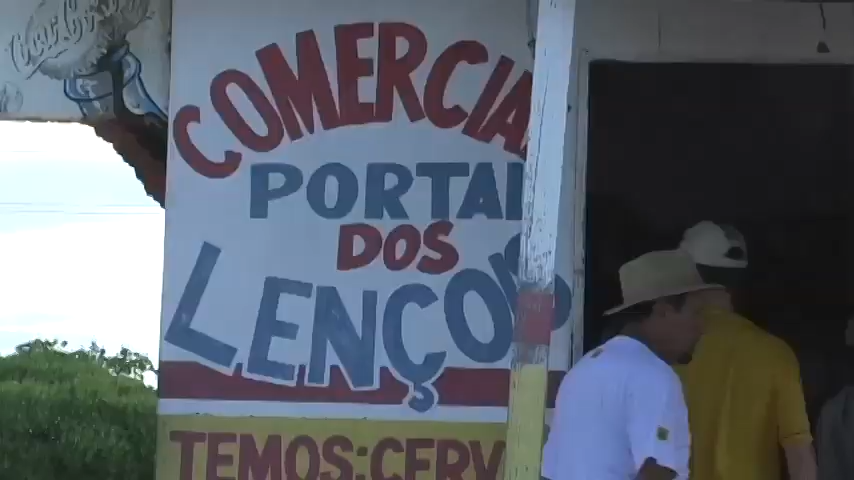 COMERCIAL
PORTAL
DOS
LENÇOIS
TEMOS: CERV